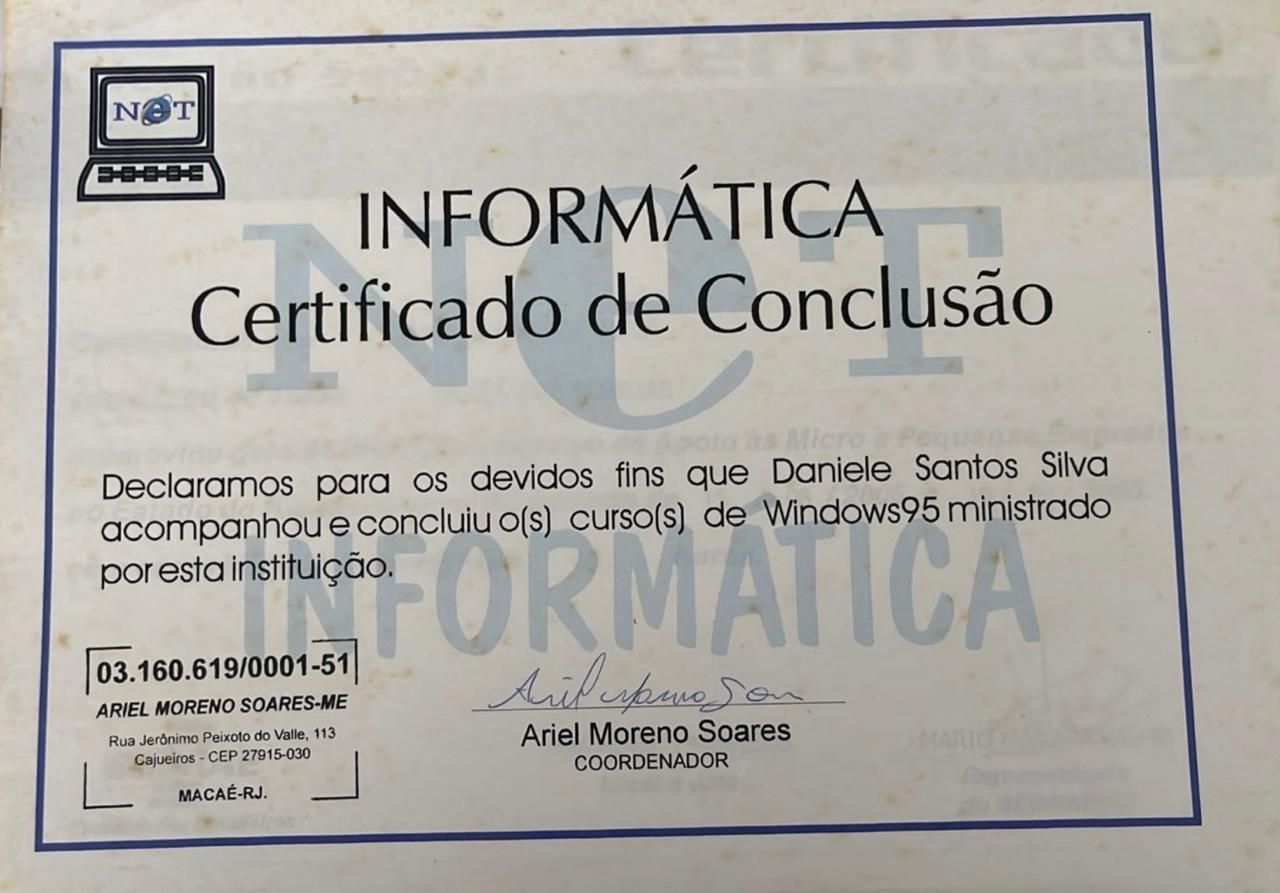 NeT
INFORMÁTICA
Certificado de Conclusão
NeT
INFORMÁTICA
Declaramos para os devidos fins que Daniele Santos Silva
acompanhou e concluiu o(s) curso(s) de Windows95 ministrado
por esta instituição.
03.160.619/0001-51
ARIEL MORENO SOARES-ME
Rua Jerônimo Peixoto do Valle, 113
Cajueiros - CEP 27915-030
MACAÉ-RJ.
Ariel Moreno Soares
COORDENADOR